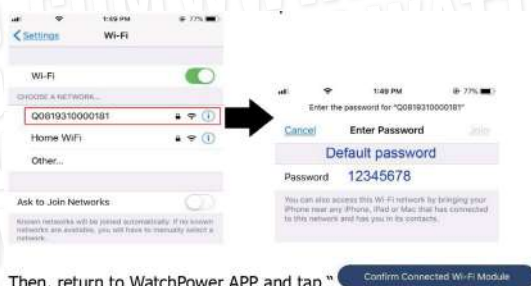 1:49 PM
77%
Settings
Wi-Fi
Wi-Fi
CHOOSE A NETWORK...
Q0819310000181
Home WiFi
Other...
Ask to Join Networks
Known networks will be joined automatically. If no known
networks are available, you will have to manually select a
network.
1:49 PM
77%
Enter the password for "Q0819310000181"
Cancel
Enter Password
Join
Default password
Password 12345678
You can also access this Wi-Fi network by bringing your
iPhone near any iPhone, iPad or Mac that has connected
to this network and has you in its contacts.
Then, return to WatchPower APP and tap " Confirm Connected Wi-Fi Module